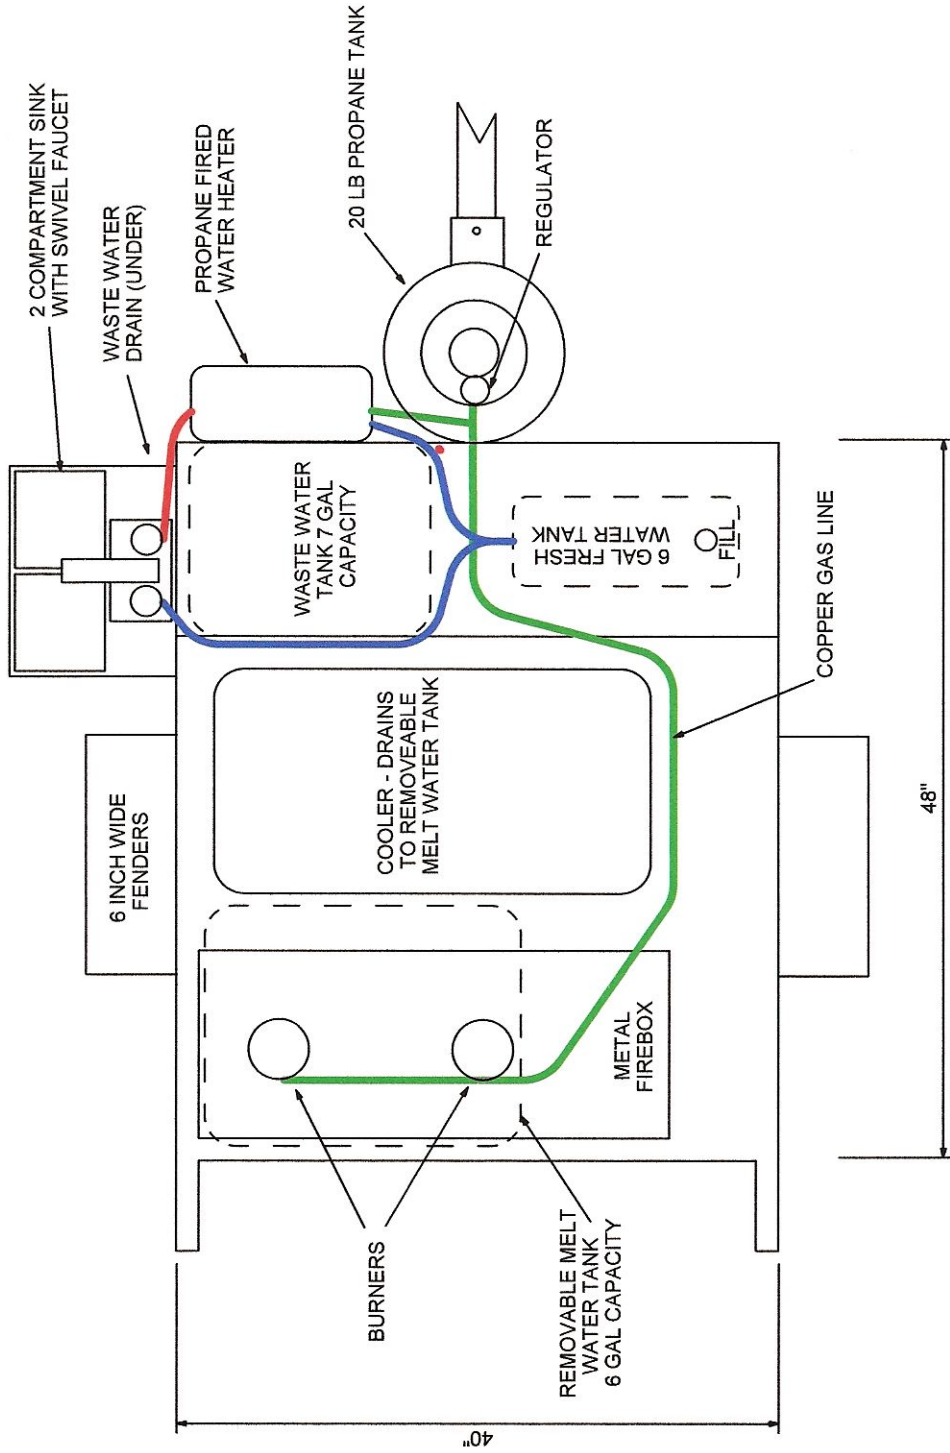 2 COMPARTMENT SINK
WITH SWIVEL FAUCET
WASTE WATER
DRAIN (UNDER)
PROPANE FIRED
WATER HEATER
20 LB PROPANE TANK
REGULATOR
6 INCH WIDE
FENDERS
WASTE WATER
TANK 7 GAL
CAPACITY
6 GAL FRESH
WATER TANK
FILL
COOLER - DRAINS
TO REMOVEABLE
MELT WATER TANK
COPPER GAS LINE
METAL
FIREBOX
BURNERS
REMOVABLE MELT
WATER TANK
6 GAL CAPACITY
48"
40"